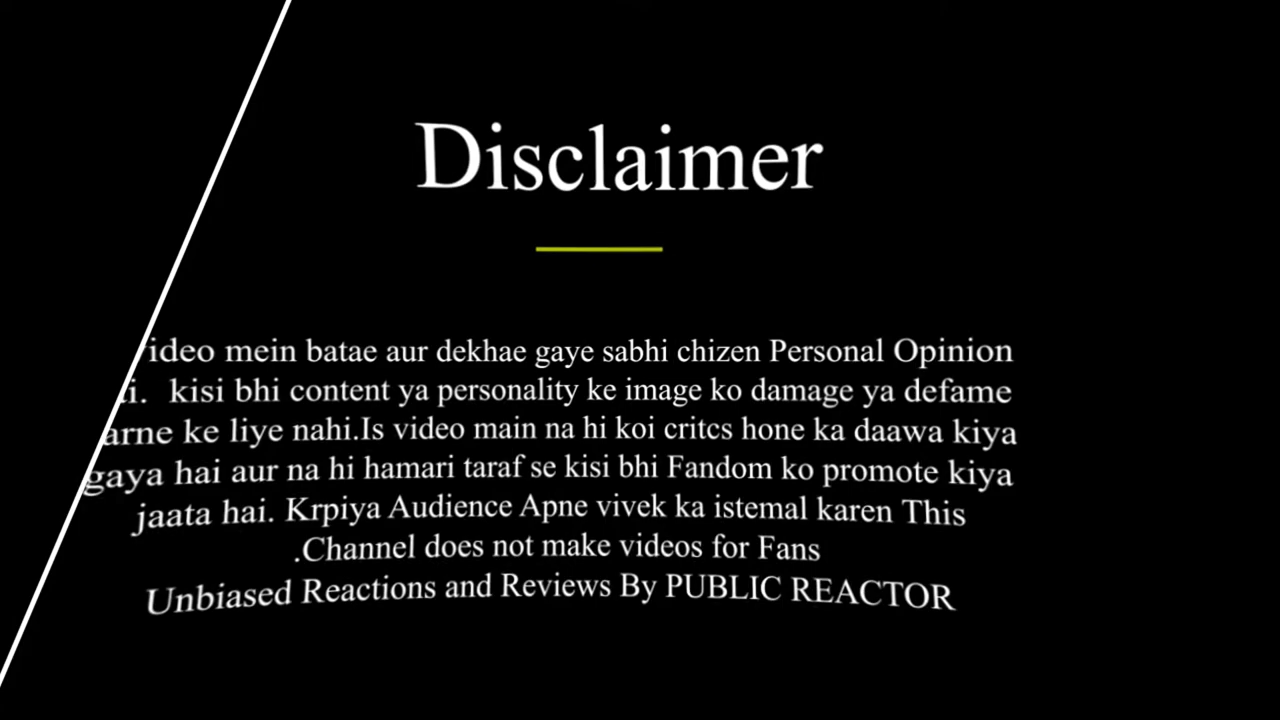 Disclaimer
mein batae aur dekhae gaye sabhi chizen Personal Opinion
kisi bhi content ya personality ke image ko damage ya defame
ke liye nahi.Is video main na hi koi critcs hone ka daawa kiya
gaya hai aur na hi hamari taraf se kisi bhi Fandom ko promote kiya
jaata hai. Krpiya Audience Apne vivek ka istemal karen This
.Channel does not make videos for Fans
Unbiased Reactions and Reviews By PUBLIC REACTOR